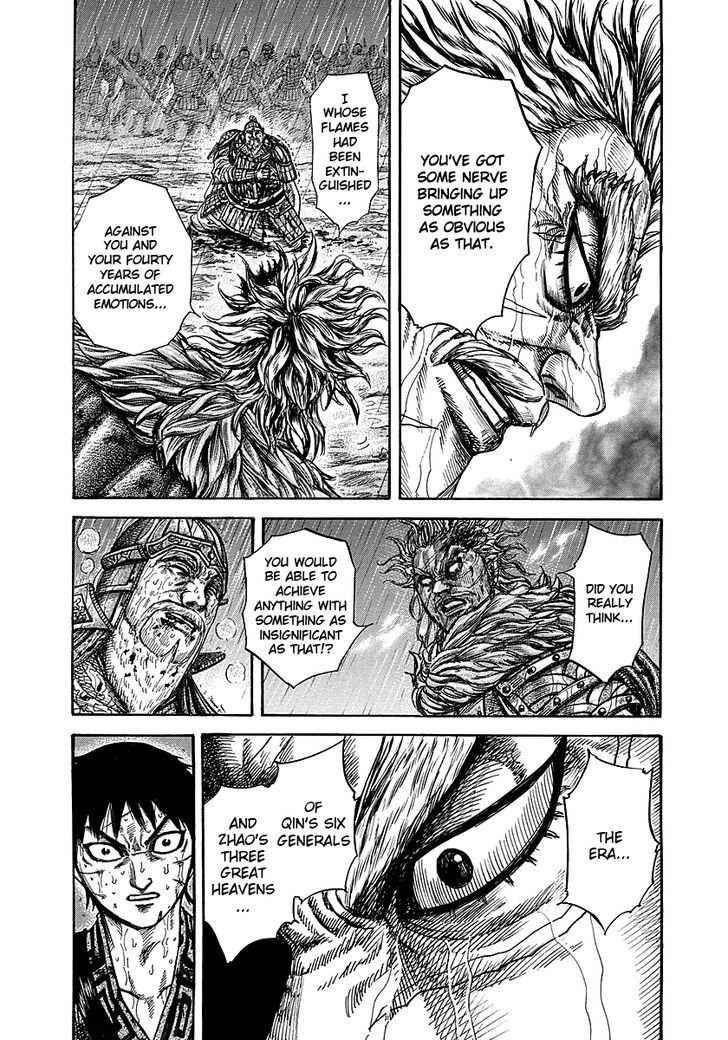 YOU'VE GOT
SOME NERVE
BRINGING UP
SOMETHING
AS OBVIOUS
AS THAT.
I
WHOSE
FLAMES
HAD
BEEN
EXTIN-
GUISHED
...
AGAINST
YOU AND
YOUR FOURTY
YEARS OF
ACCUMULATED
EMOTIONS...
DID YOU
REALLY
THINK...
YOU WOULD
BE ABLE TO
ACHIEVE
ANYTHING WITH
SOMETHING AS
INSIGNIFICANT
AS THAT!?
THE
ERA...
OF
QIN'S SIX
GENERALS
AND
ZHAO'S
THREE
GREAT
HEAVENS
...